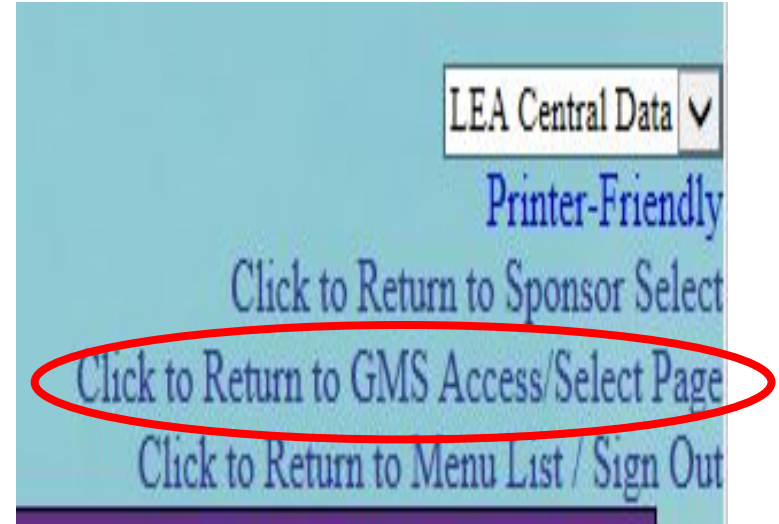 LEA Central Data
Printer-Friendly
Click to Return to Sponsor Select
Click to Return to GMS Access/Select Page
Click to Return to Menu List / Sign Out